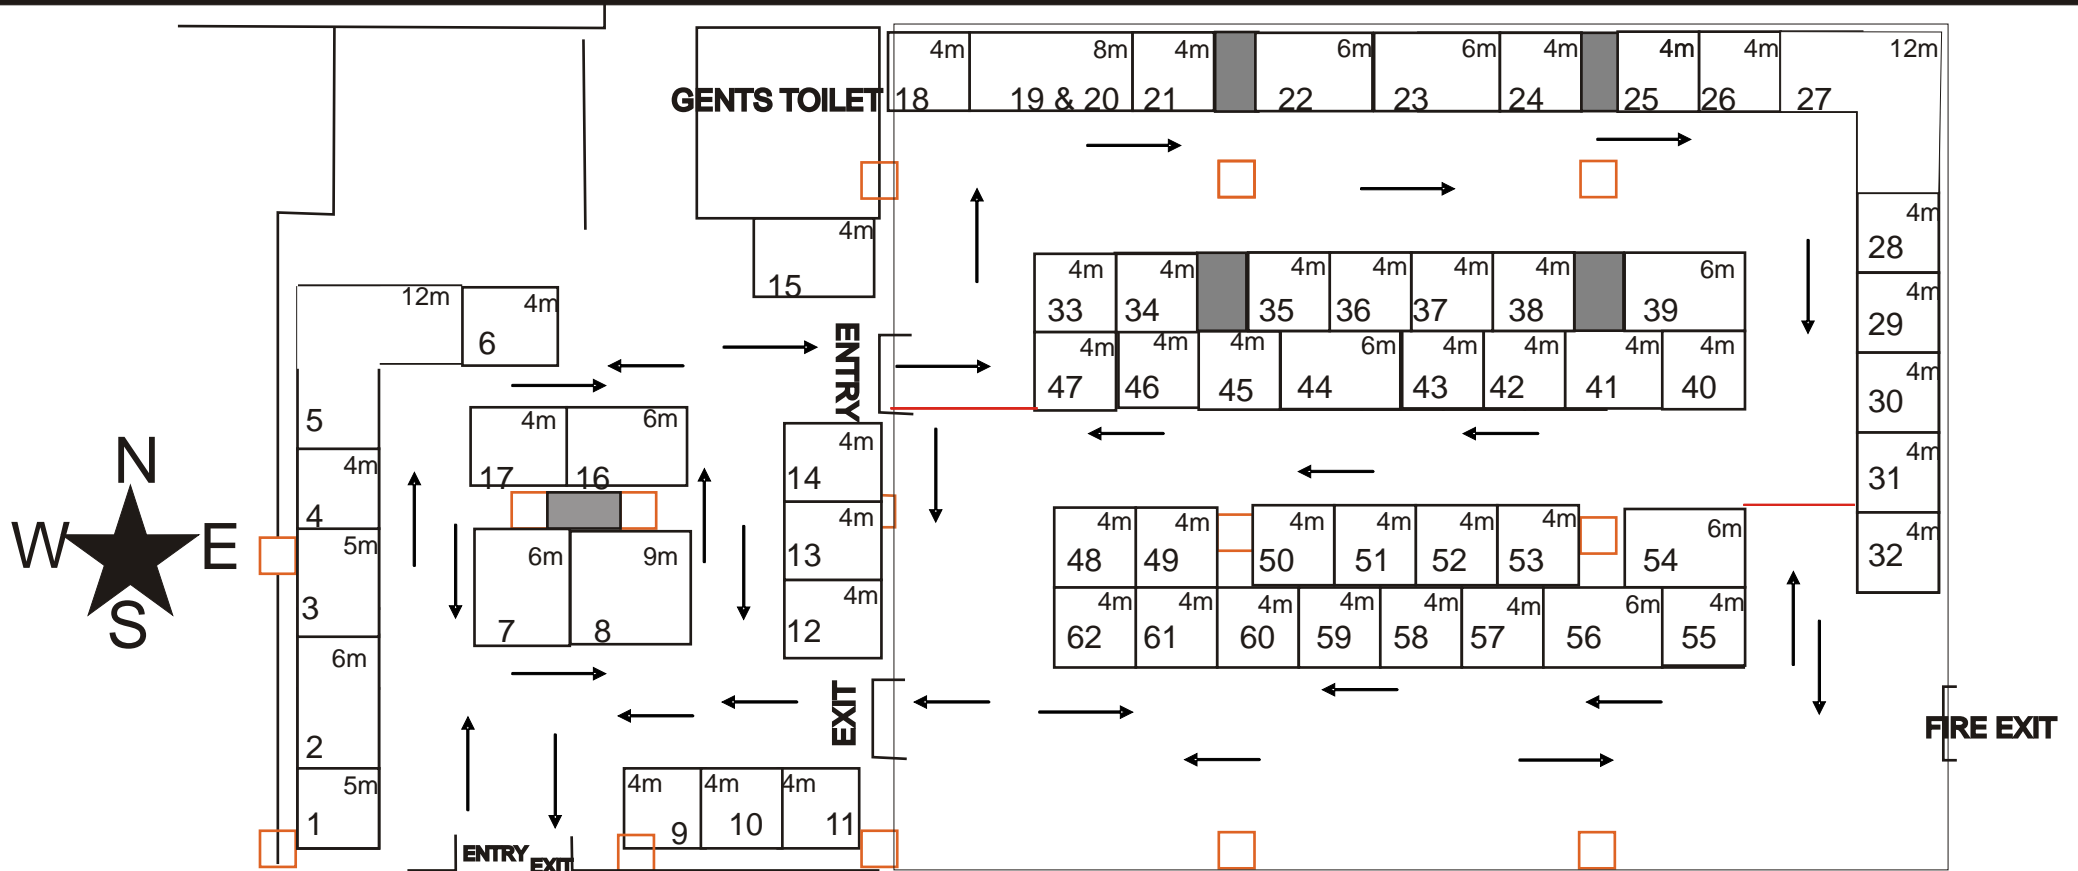 4m 8m 4m 6m 6m 4m 4m 4m 12m
GENTS TOILET 18 19 & 20 21 22 23 24 25 26 27
4m
15
4m
28
12m 4m
6
4m 4m 4m 4m 4m 4m 6m
33 34 35 36 37 38 39
4m
29
ENTRY
4m 4m 4m 6m 4m 4m 4m 4m
47 46 45 44 43 42 41 40
4m
30
5
4m 6m
17 16
4m
14
4m
31
N
W E
S
4m
4
5m
3
6m
2
5m
1
6m 9m
7 8
4m
13
4m
12
4m 4m 4m 4m 4m 4m 6m
48 49 50 51 52 53 54
4m
32
4m 4m 4m 4m 4m 4m 6m 4m
62 61 60 59 58 57 56 55
EXIT
FIRE EXIT
4m 4m 4m
9 10 11
ENTRY
EXIT